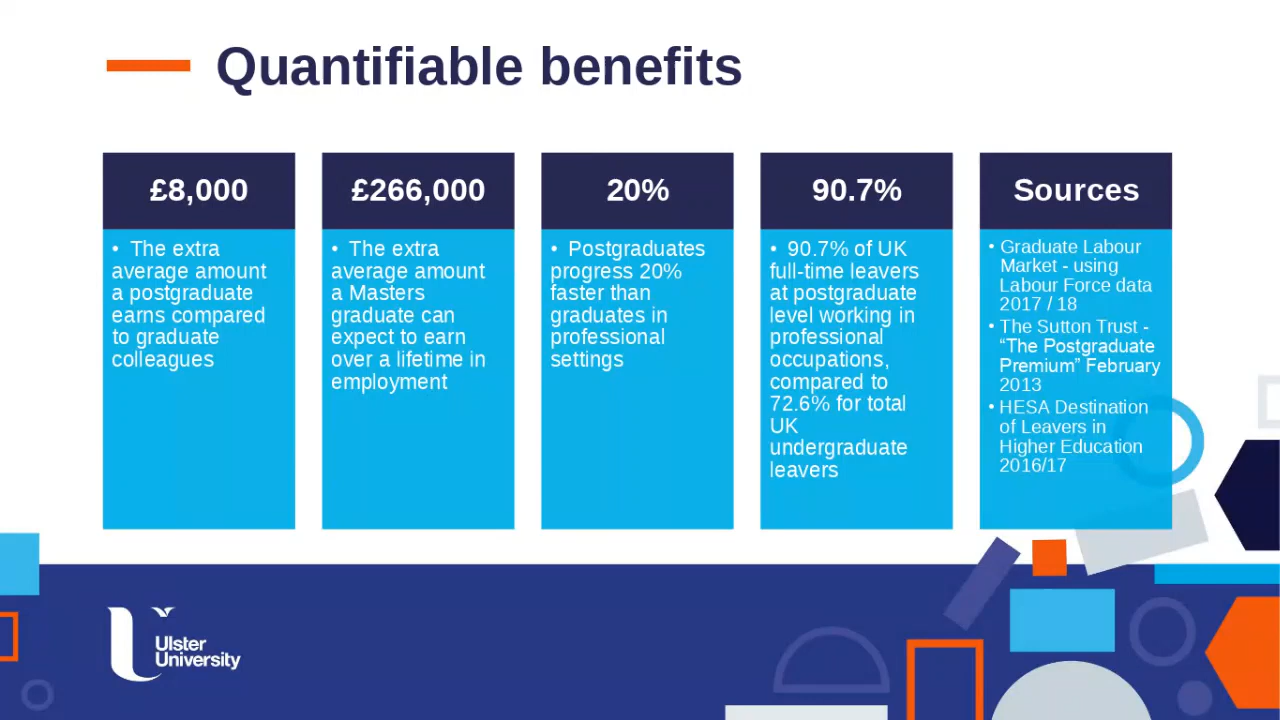 Quantifiable benefits
£8,000
• The extra
average amount
a postgraduate
earns compared
to graduate
colleagues
£266,000
• The extra
average amount
a Masters
graduate can
expect to earn
over a lifetime in
employment
20%
• Postgraduates
progress 20%
faster than
graduates in
professional
settings
90.7%
• 90.7% of UK
full-time leavers
at postgraduate
level working in
professional
occupations,
compared to
72.6% for total
UK
undergraduate
leavers
Sources
• Graduate Labour
Market - using
Labour Force data
2017 / 18
• The Sutton Trust -
“The Postgraduate
Premium” February
2013
• HESA Destination
of Leavers in
Higher Education
2016/17
Ulster
University